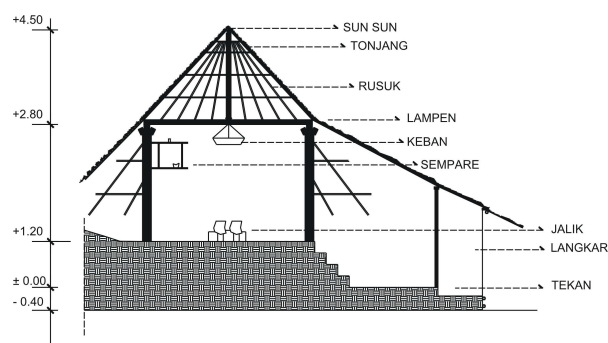 +4.50
SUN SUN
TONJANG
RUSUK
+2.80
LAMPEN
KEBAN
SEMPARE
+1.20
JALIK
LANGKAR
± 0.00
TEKAN
- 0.40